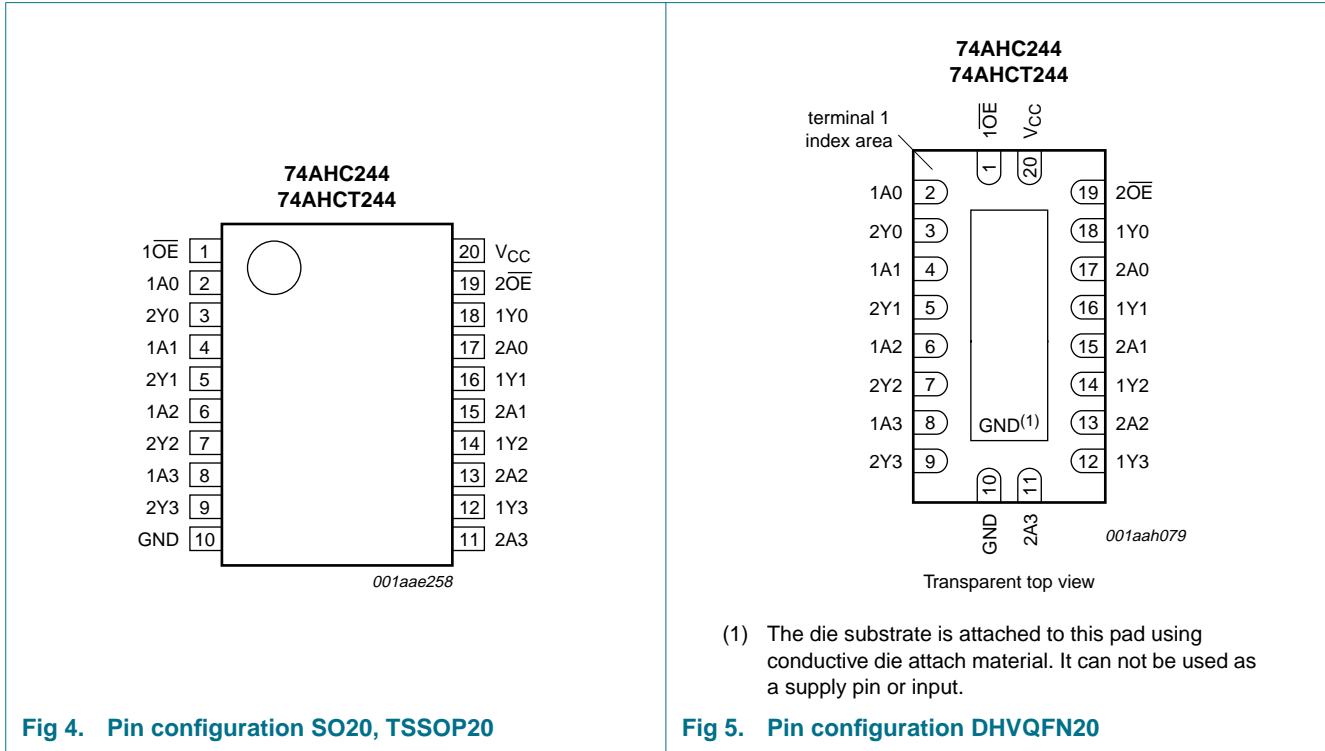 74AHC244
74AHCT244
1OE 1
1A0 2
2Y0 3
1A1 4
2Y1 5
1A2 6
2Y2 7
1A3 8
2Y3 9
GND 10
20 VCC
19 2OE
18 1Y0
17 2A0
16 1Y1
15 2A1
14 1Y2
13 2A2
12 1Y3
11 2A3
001aae258
Fig 4. Pin configuration SO20, TSSOP20
74AHC244
74AHCT244
terminal 1
index area
1OE
VCC
1
20
1A0 2
2Y0 3
1A1 4
2Y1 5
1A2 6
2Y2 7
1A3 8
2Y3 9
19 2OE
18 1Y0
17 2A0
16 1Y1
15 2A1
14 1Y2
13 2A2
12 1Y3
GND(1)
10
11
GND
2A3
001aah079
Transparent top view
(1) The die substrate is attached to this pad using
conductive die attach material. It can not be used as
a supply pin or input.
Fig 5. Pin configuration DHVQFN20